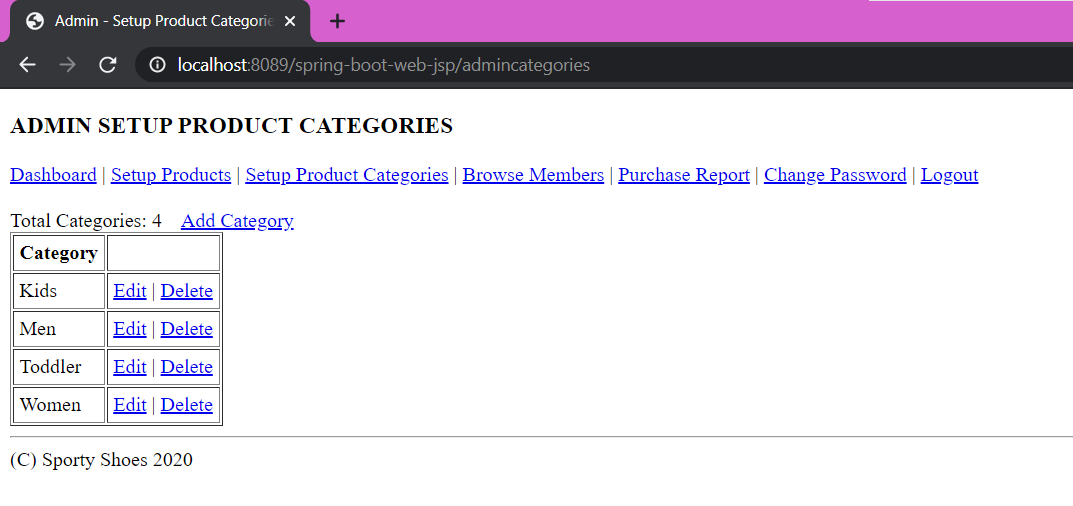 Admin - Setup Product Categorie
localhost:8089/spring-boot-web-jsp/admincategories
ADMIN SETUP PRODUCT CATEGORIES
Dashboard | Setup Products | Setup Product Categories | Browse Members | Purchase Report | Change Password | Logout
Total Categories: 4 Add Category
Category
Kids Edit | Delete
Men Edit | Delete
Toddler Edit | Delete
Women Edit | Delete
(C) Sporty Shoes 2020